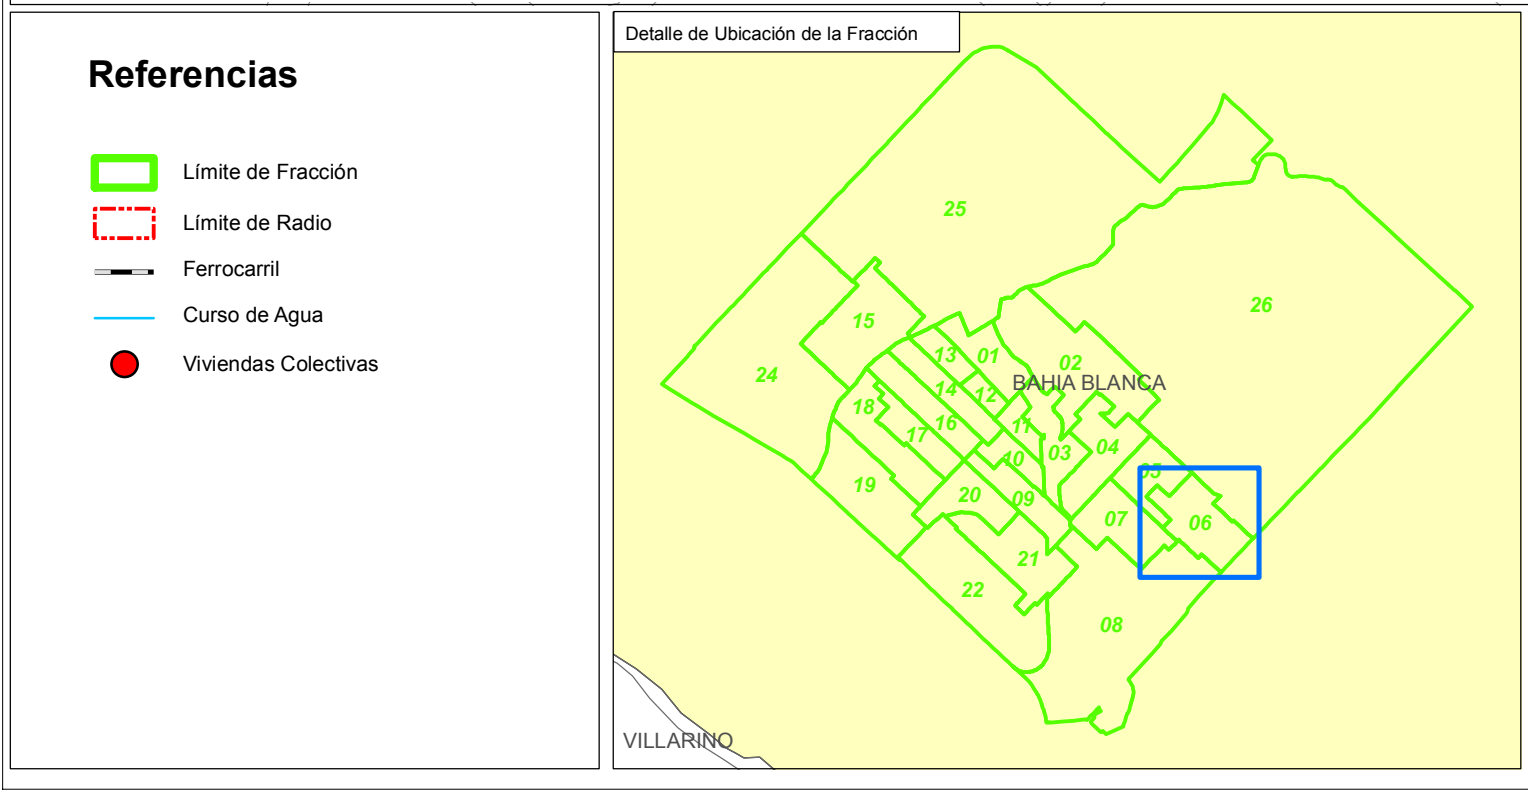 Referencias
Límite de Fracción
Límite de Radio
Ferrocarril
Curso de Agua
Viviendas Colectivas
Detalle de Ubicación de la Fracción
25
26
15
13
01
02
24
BAHIA BLANCA
14
12
18
16
11
17
04
03
10
05
19
20
09
07
06
21
22
08
VILLARINO